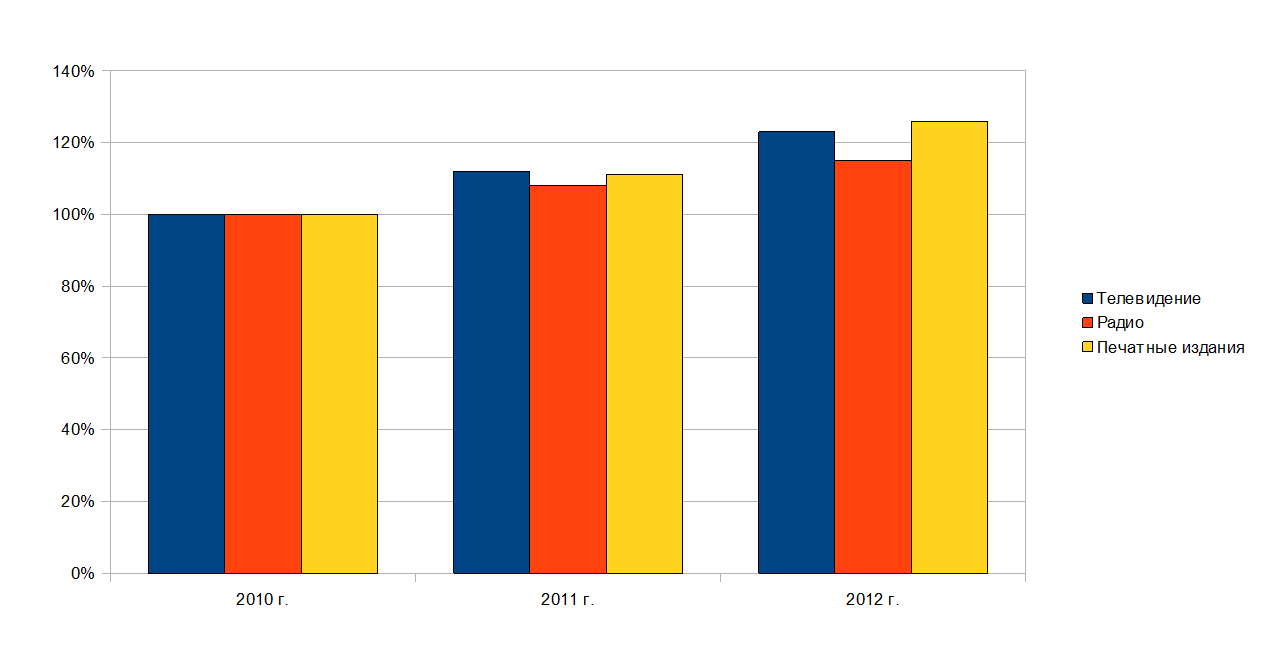 140%
120%
100%
80%
60%
40%
20%
0%
2010 г.
2011 г.
2012 г.
Телевидение
Радио
Печатные издания